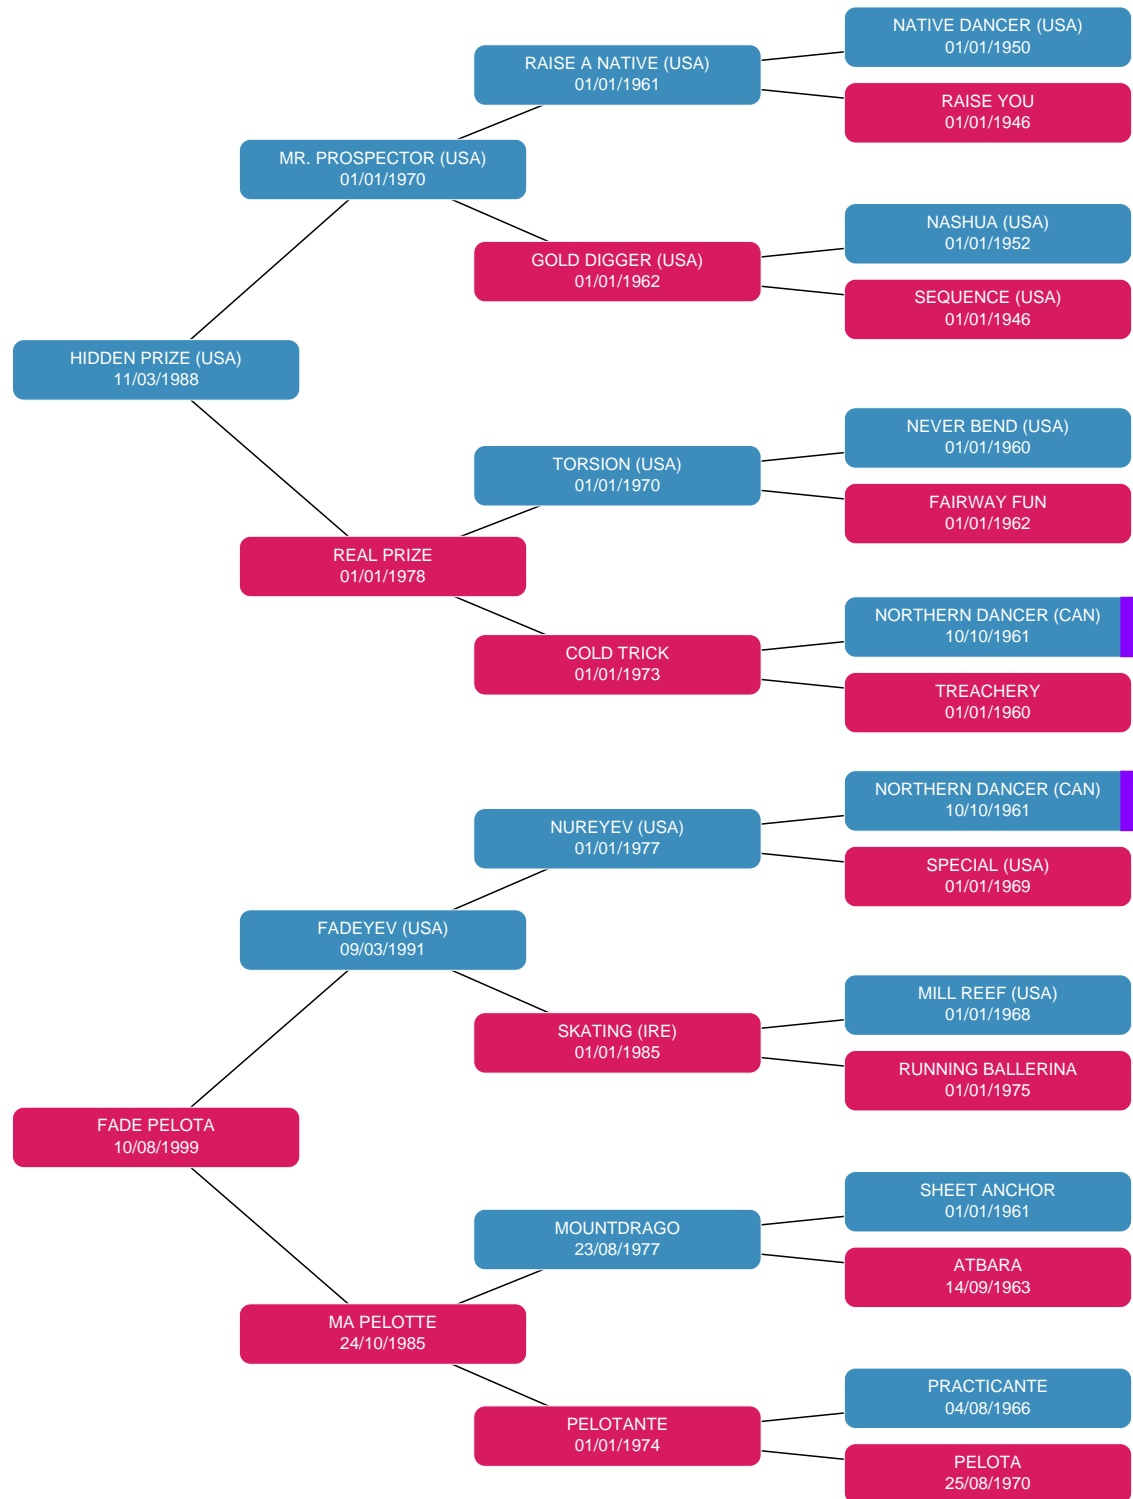 NATIVE DANCER (USA)
01/01/1950
RAISE A NATIVE (USA)
01/01/1961
RAISE YOU
01/01/1946
MR. PROSPECTOR (USA)
01/01/1970
NASHUA (USA)
01/01/1952
GOLD DIGGER (USA)
01/01/1962
SEQUENCE (USA)
01/01/1946
HIDDEN PRIZE (USA)
11/03/1988
NEVER BEND (USA)
01/01/1960
TORSION (USA)
01/01/1970
FAIRWAY FUN
01/01/1962
REAL PRIZE
01/01/1978
NORTHERN DANCER (CAN)
10/10/1961
COLD TRICK
01/01/1973
TREACHERY
01/01/1960
NORTHERN DANCER (CAN)
10/10/1961
NUREYEV (USA)
01/01/1977
SPECIAL (USA)
01/01/1969
FADEYEV (USA)
09/03/1991
MILL REEF (USA)
01/01/1968
SKATING (IRE)
01/01/1985
RUNNING BALLERINA
01/01/1975
FADE PELOTA
10/08/1999
SHEET ANCHOR
01/01/1961
MOUNTDRAGO
23/08/1977
ATBARA
14/09/1963
MA PELOTTE
24/10/1985
PRACTICANTE
04/08/1966
PELOTANTE
01/01/1974
PELOTA
25/08/1970